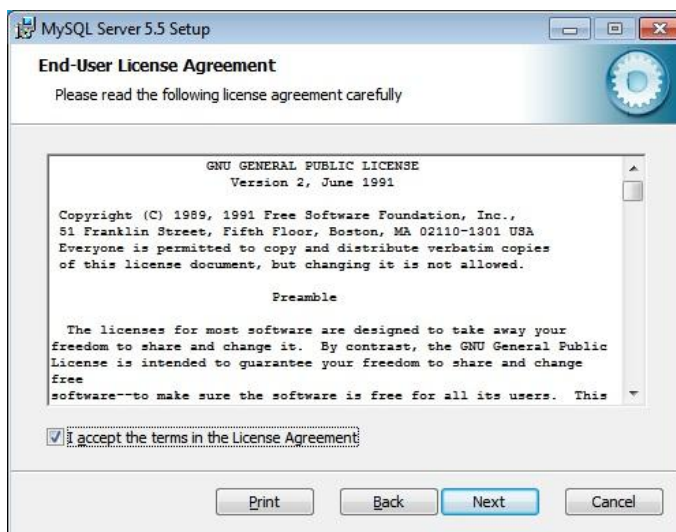 MySQL Server 5.5 Setup
End-User License Agreement
Please read the following license agreement carefully
GNU GENERAL PUBLIC LICENSE
Version 2, June 1991
Copyright (C) 1989, 1991 Free Software Foundation, Inc.,
51 Franklin Street, Fifth Floor, Boston, MA 02110-1301 USA
Everyone is permitted to copy and distribute verbatim copies
of this license document, but changing it is not allowed.
Preamble
The licenses for most software are designed to take away your
freedom to share and change it. By contrast, the GNU General Public
License is intended to guarantee your freedom to share and change
free
software--to make sure the software is free for all its users. This
I accept the terms in the License Agreement
Print Back Next Cancel